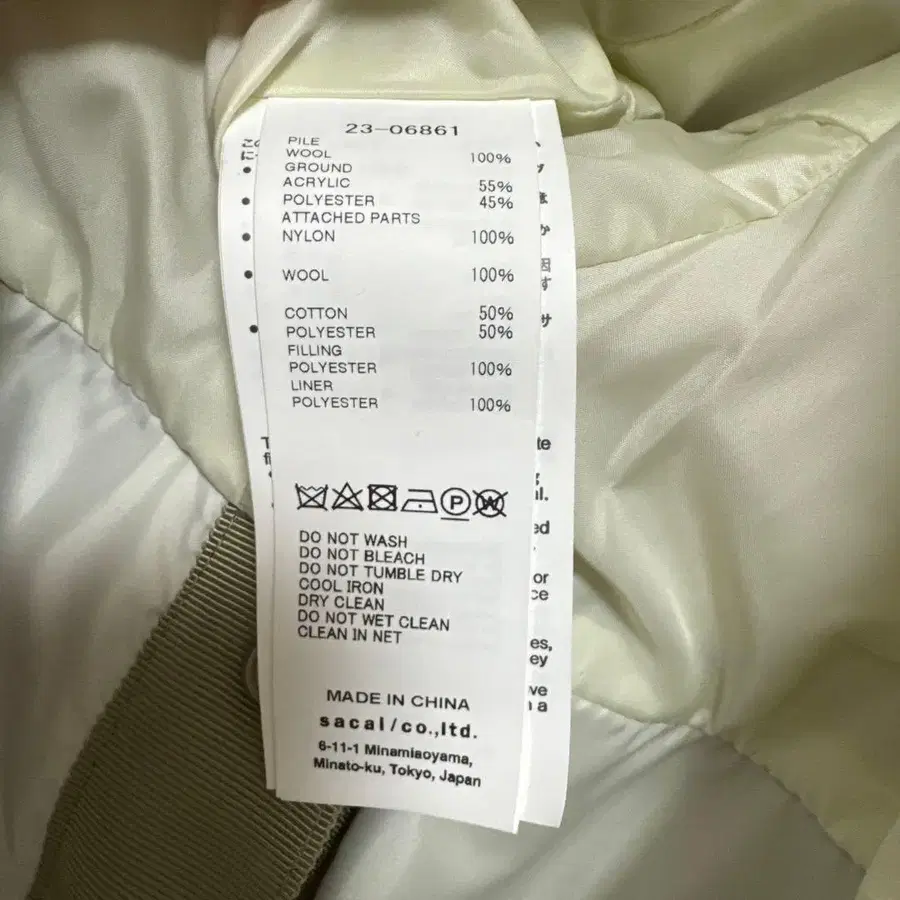 23-06861
PILE
WOOL 100%
GROUND
ACRYLIC 55%
POLYESTER 45%
ATTACHED PARTS
NYLON 100%
WOOL 100%
COTTON 50%
POLYESTER 50%
FILLING
POLYESTER 100%
LINER
POLYESTER 100%
P
W
DO NOT WASH
DO NOT BLEACH
DO NOT TUMBLE DRY
COOL IRON
DRY CLEAN
DO NOT WET CLEAN
CLEAN IN NET
MADE IN CHINA
sacai/co.,ltd.
6-11-1 Minamiaoyama,
Minato-ku, Tokyo, Japan